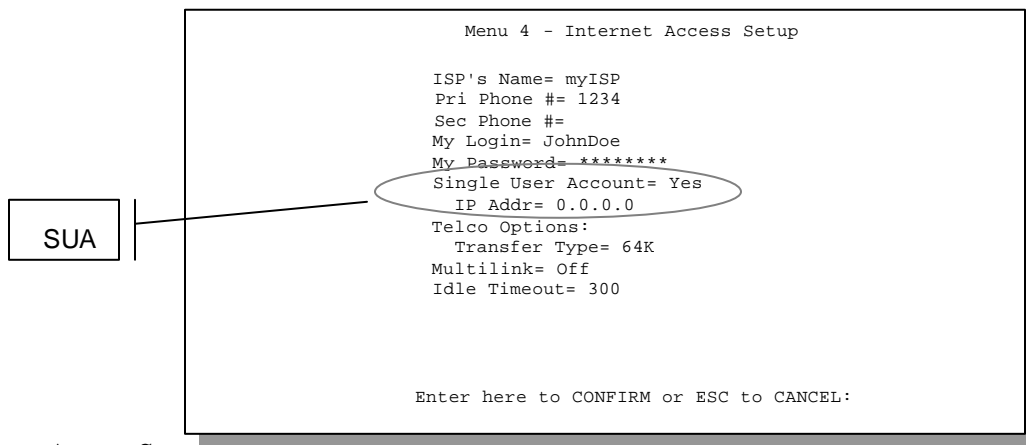 Menu 4 - Internet Access Setup
ISP's Name= myISP
Pri Phone #= 1234
Sec Phone #=
My Login= JohnDoe
My Password= ********
Single User Account= Yes
IP Addr= 0.0.0.0
SUA
Telco Options:
Transfer Type= 64K
Multilink= Off
Idle Timeout= 300
Enter here to CONFIRM or ESC to CANCEL: